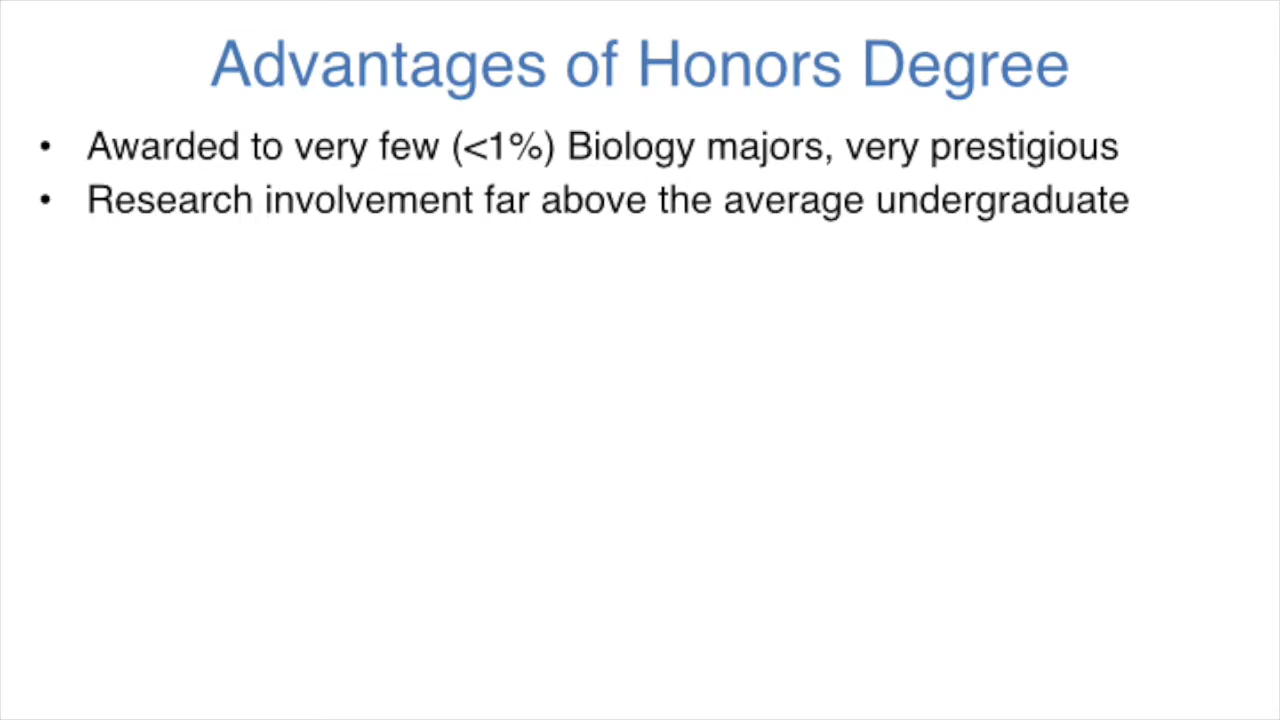 Advantages of Honors Degree
• Awarded to very few (<1%) Biology majors, very prestigious
• Research involvement far above the average undergraduate